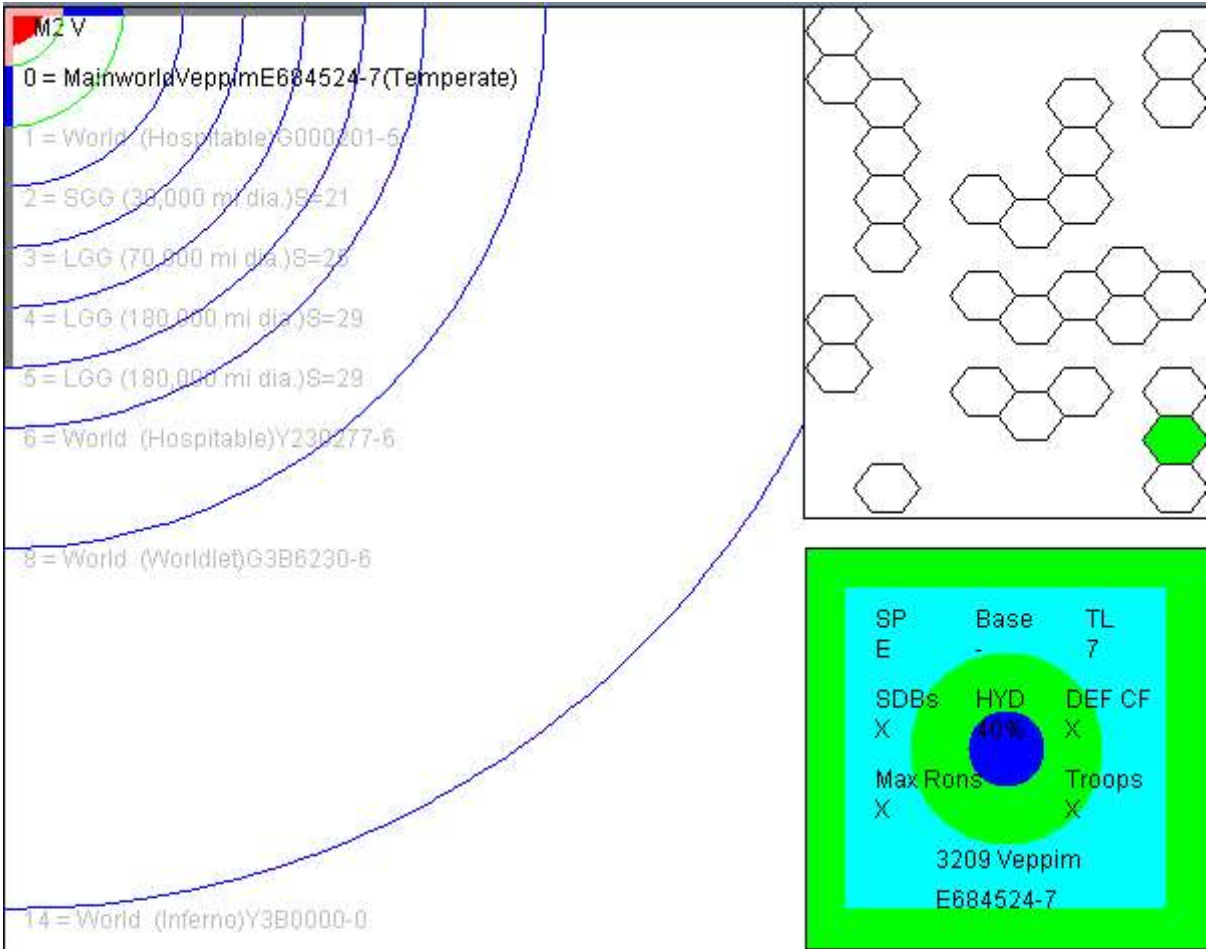 M2 V
0 = MainworldVeppimE684524-7(Temperate)
1 = World (Hospitable)G000201-5
2 = SGG (30,000 mi dia.)S=21
3 = LGG (70,000 mi dia.)S=26
4 = LGG (180,000 mi dia.)S=29
5 = LGG (180,000 mi dia.)S=29
6 = World (Hospitable)Y230277-6
8 = World (Worldlet)G3B6230-6
14 = World (Inferno)Y3B0000-0
SP Base TL
E - 7
SDBs HYD DEF CF
X 40% X
Max Rons Troops
X X
3209 Veppim
E684524-7